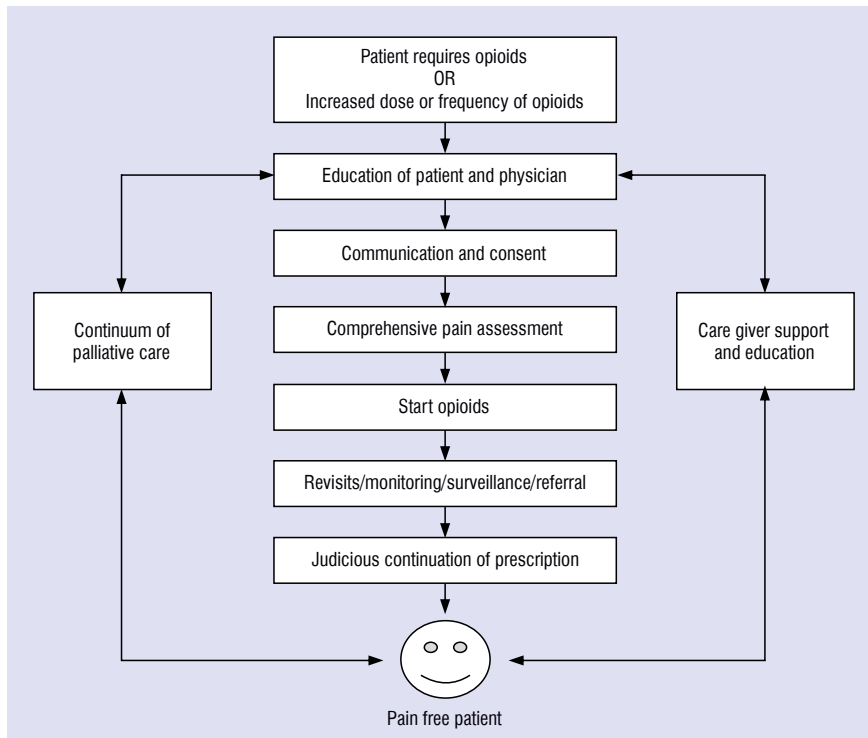 Patient requires opioids
OR
Increased dose or frequency of opioids
Education of patient and physician
Communication and consent
Continuum of
palliative care
Comprehensive pain assessment
Care giver support
and education
Start opioids
Revisits/monitoring/surveillance/referral
Judicious continuation of prescription
Pain free patient